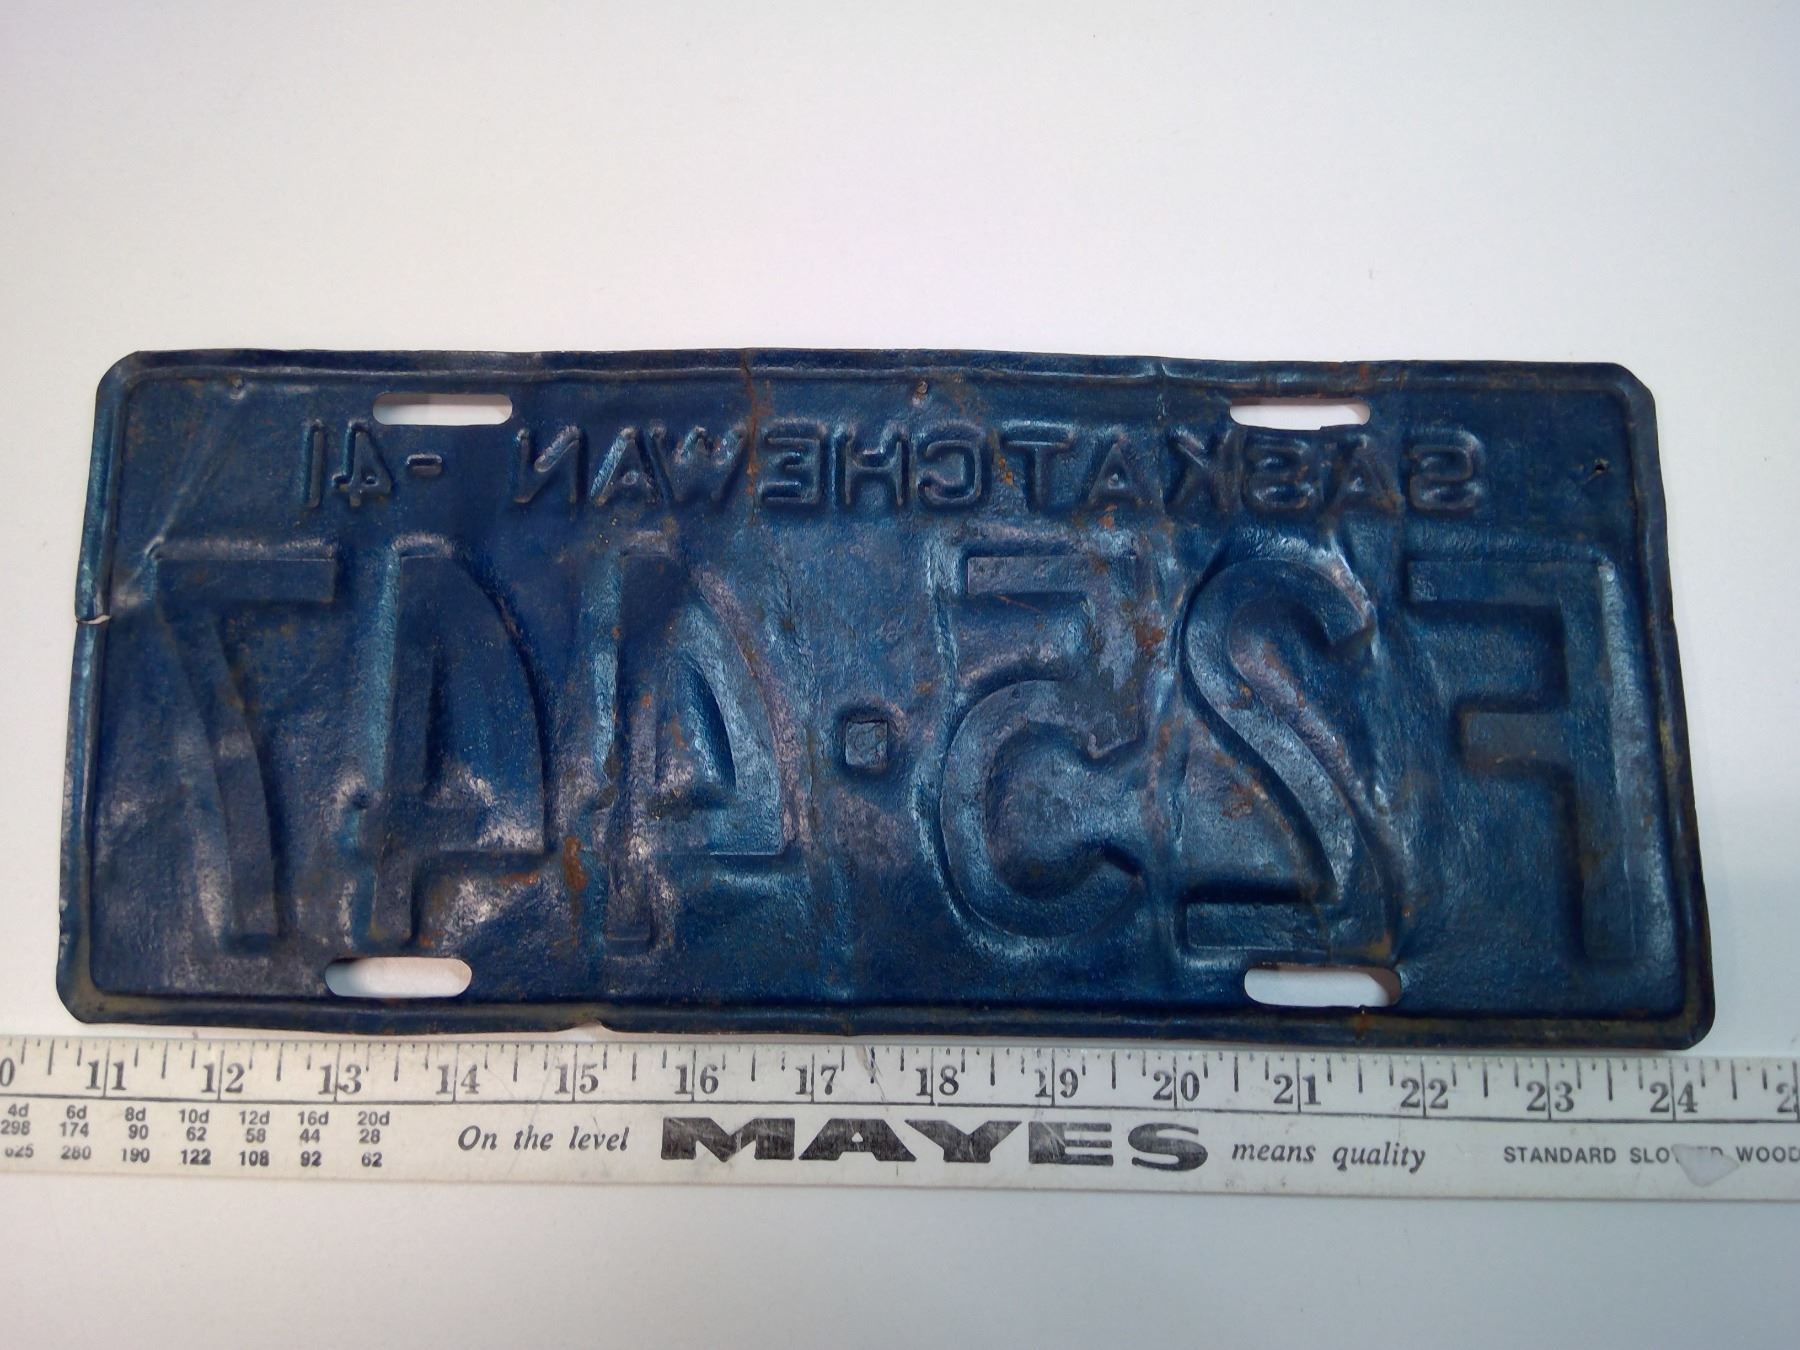 SASKATCHEWAN -41
F25·447
0 11 12 13 14 15 16 17 18 19 20 21 22 23 24
4d 6d 8d 10d 12d 16d 20d
298 174 90 62 58 44 28
625 280 190 122 108 92 62
On the level MAYES means quality
STANDARD WOOD